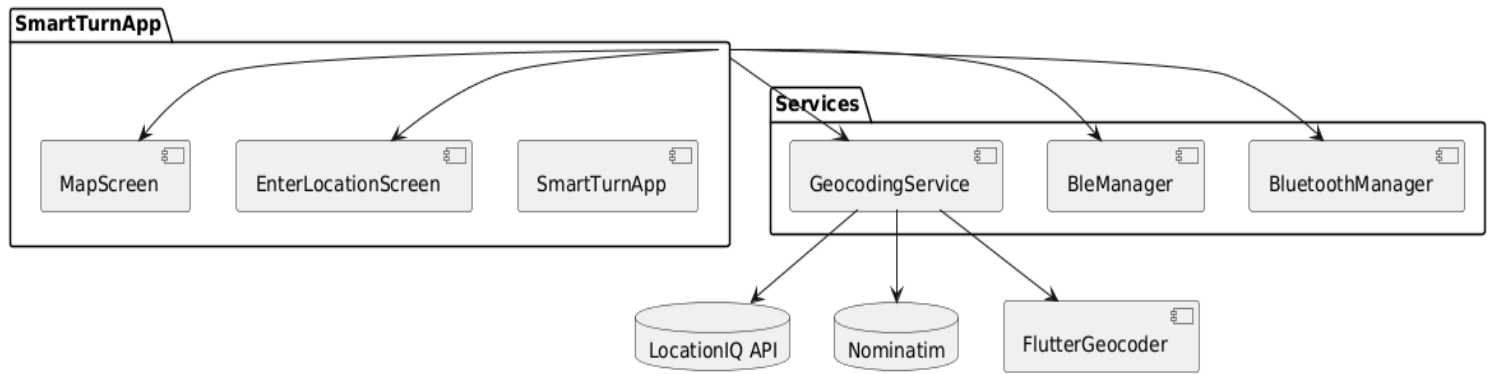 SmartTurnApp
Services
MapScreen
EnterLocationScreen
SmartTurnApp
GeocodingService
BleManager
BluetoothManager
LocationIQ API
Nominatim
FlutterGeocoder